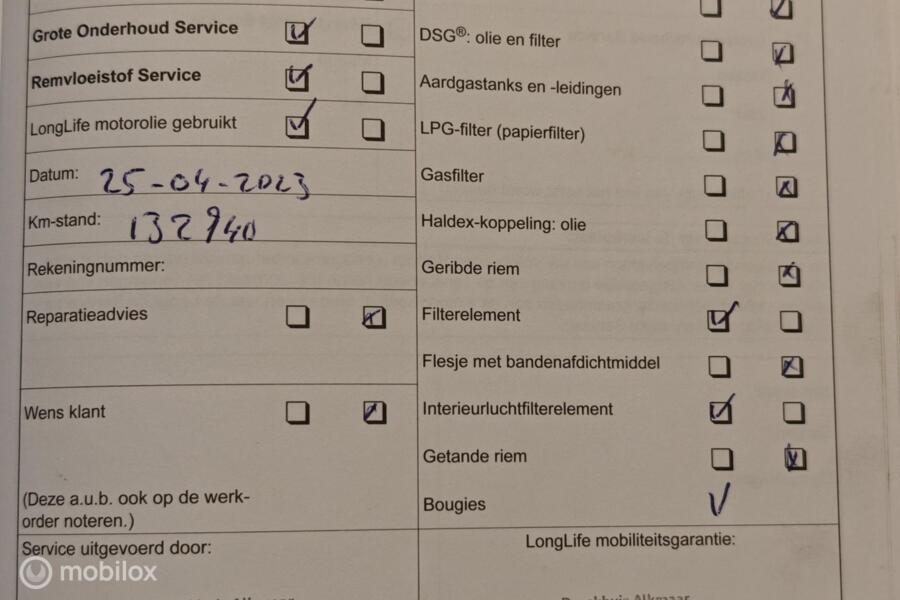 Grote Onderhoud Service
Remvloeistof Service
LongLife motorolie gebruikt
Datum: 25-04-2023
Km-stand: 132940
Rekeningnummer:
Reparatieadvies
Wens klant
(Deze a.u.b. ook op de werk-
order noteren.)
Service uitgevoerd door:
DSG®: olie en filter
Aardgastanks en -leidingen
LPG-filter (papierfilter)
Gasfilter
Haldex-koppeling: olie
Geribde riem
Filterelement
Flesje met bandenafdichtmiddel
Interieurluchtfilterelement
Getande riem
Bougies
LongLife mobiliteitsgarantie:
mobilox